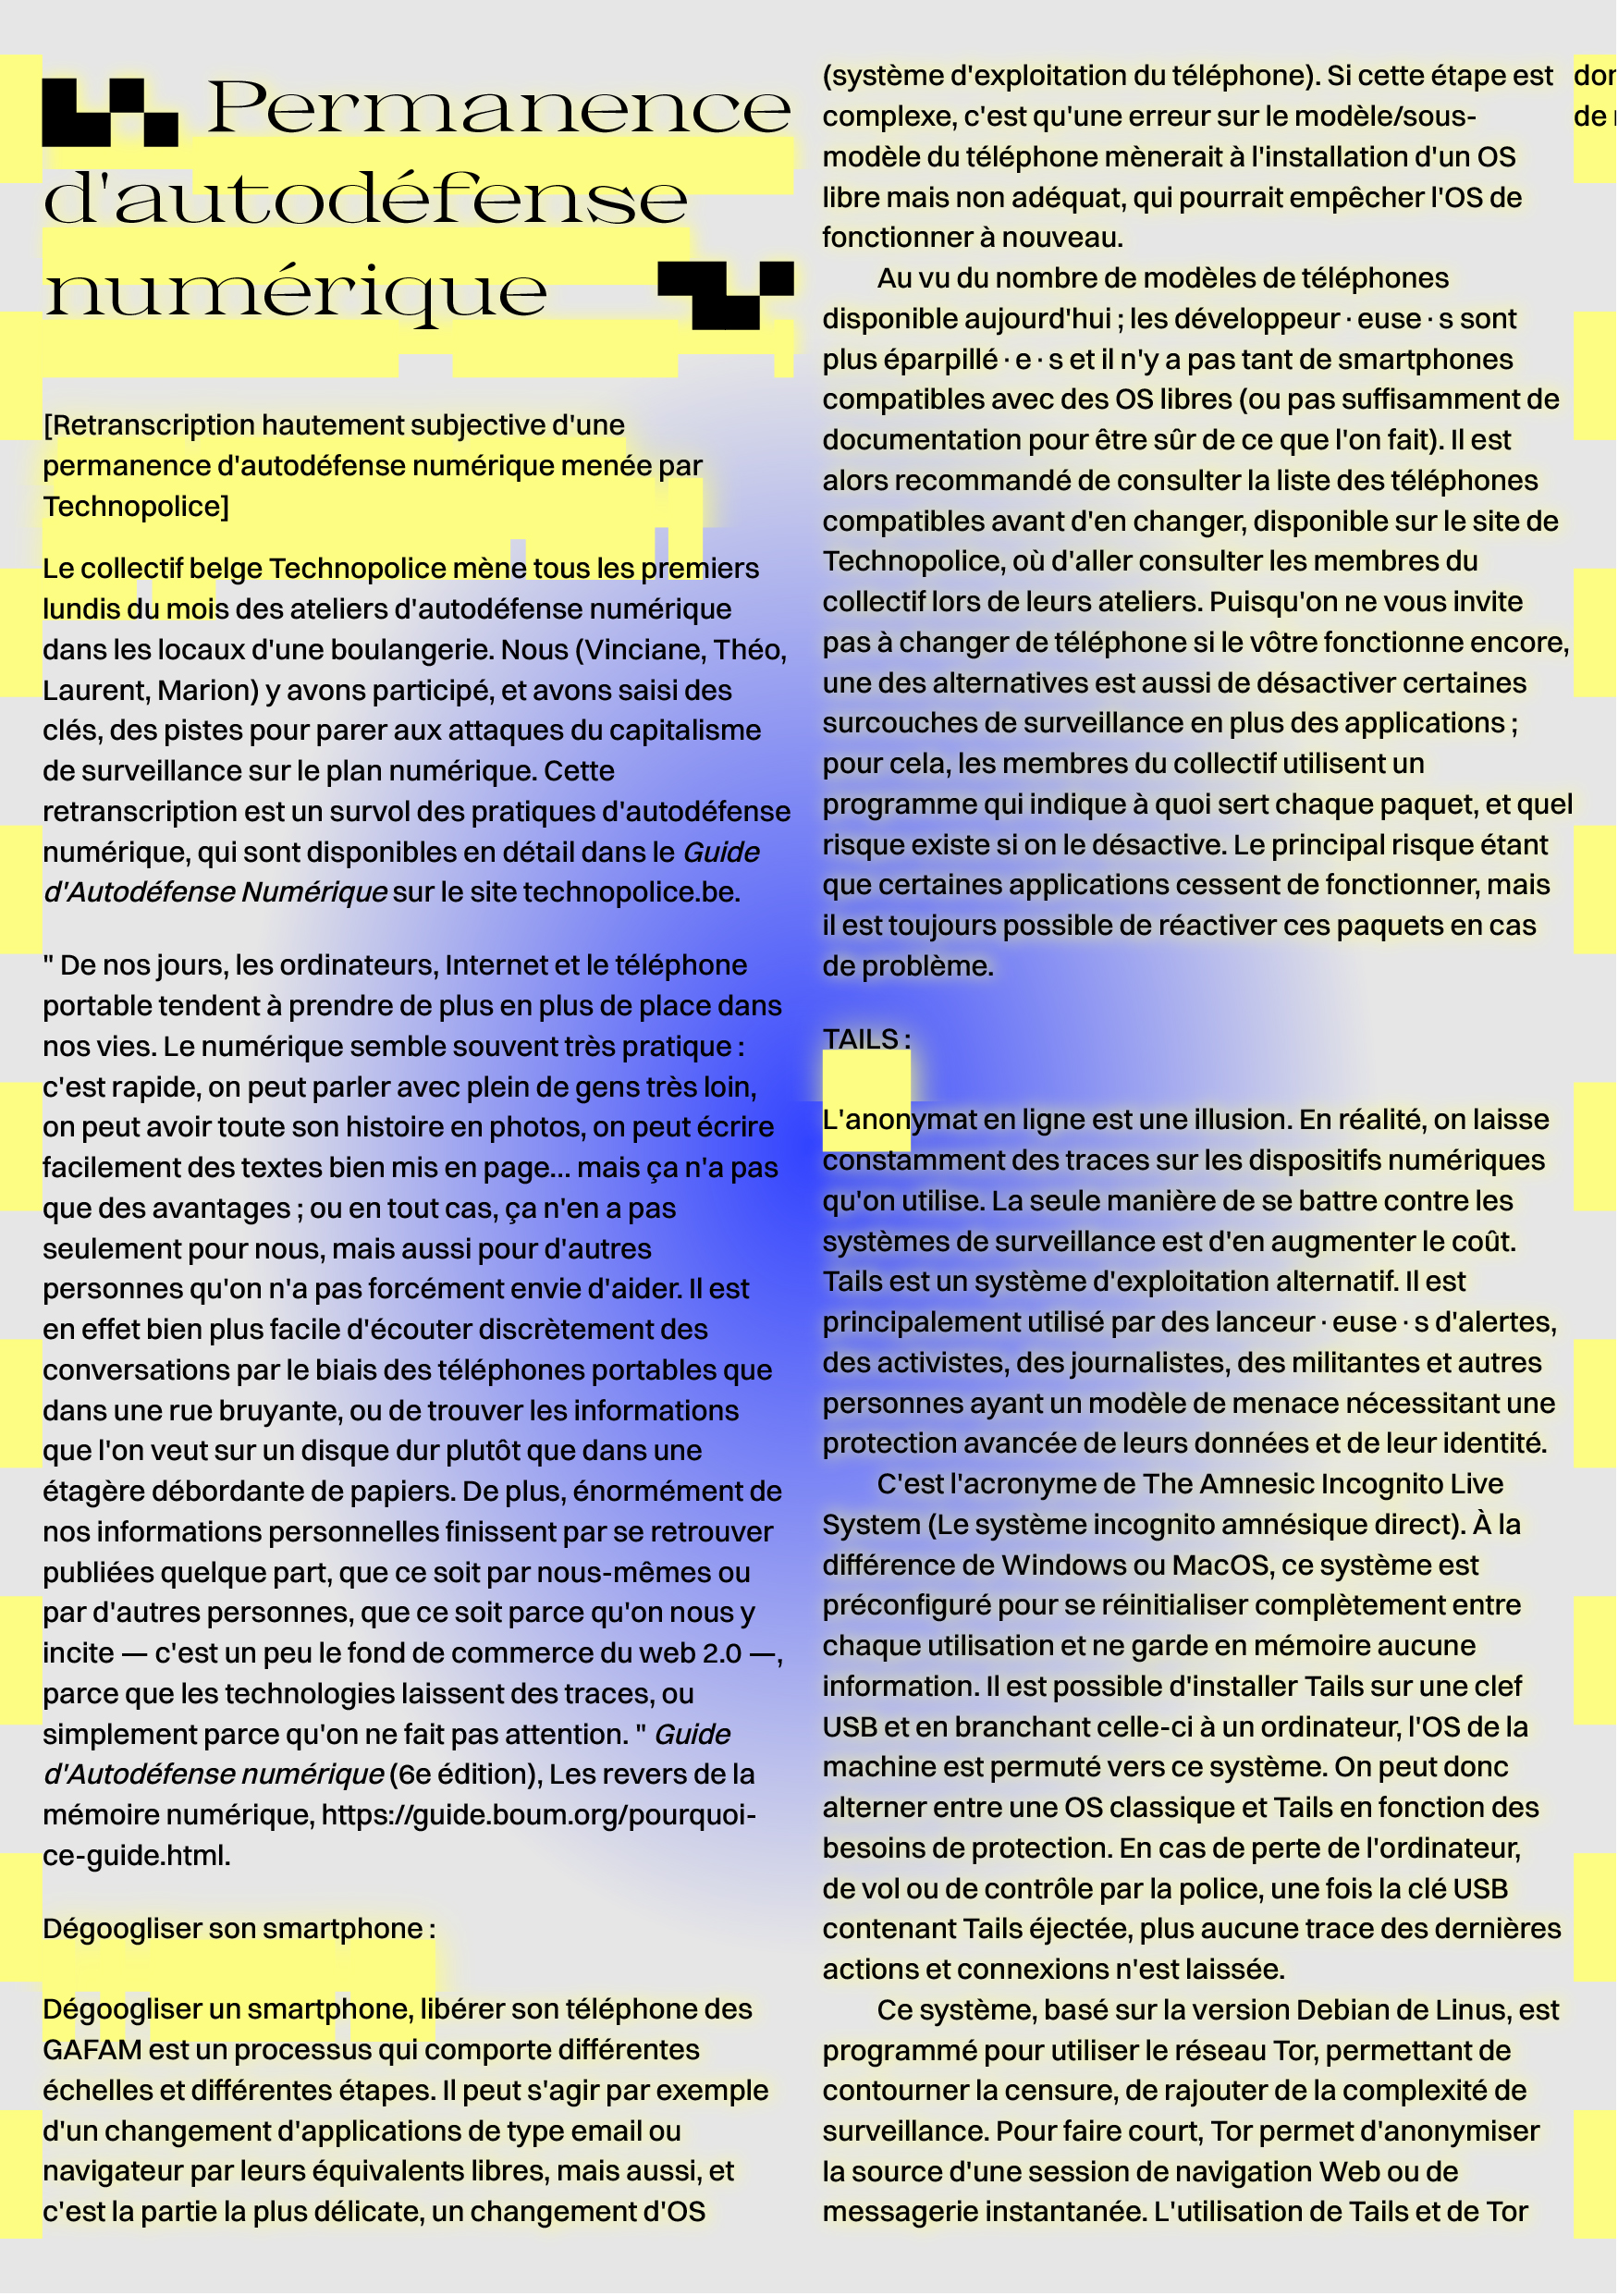 Permanence
d'autodéfense
numérique
[Retranscription hautement subjective d'une
permanence d'autodéfense numérique menée par
Technopolice]
Le collectif belge Technopolice mène tous les premiers
lundis du mois des ateliers d'autodéfense numérique
dans les locaux d'une boulangerie. Nous (Vinciane, Théo,
Laurent, Marion) y avons participé, et avons saisi des
clés, des pistes pour parer aux attaques du capitalisme
de surveillance sur le plan numérique. Cette
retranscription est un survol des pratiques d'autodéfense
numérique, qui sont disponibles en détail dans le Guide
d'Autodéfense Numérique sur le site technopolice.be.
" De nos jours, les ordinateurs, Internet et le téléphone
portable tendent à prendre de plus en plus de place dans
nos vies. Le numérique semble souvent très pratique :
c'est rapide, on peut parler avec plein de gens très loin,
on peut avoir toute son histoire en photos, on peut écrire
facilement des textes bien mis en page... mais ça n'a pas
que des avantages ; ou en tout cas, ça n'en a pas
seulement pour nous, mais aussi pour d'autres
personnes qu'on n'a pas forcément envie d'aider. Il est
en effet bien plus facile d'écouter discrètement des
conversations par le biais des téléphones portables que
dans une rue bruyante, ou de trouver les informations
que l'on veut sur un disque dur plutôt que dans une
étagère débordante de papiers. De plus, énormément de
nos informations personnelles finissent par se retrouver
publiées quelque part, que ce soit par nous-mêmes ou
par d'autres personnes, que ce soit parce qu'on nous y
incite — c'est un peu le fond de commerce du web 2.0 —,
parce que les technologies laissent des traces, ou
simplement parce qu'on ne fait pas attention. " Guide
d'Autodéfense numérique (6e édition), Les revers de la
mémoire numérique, https://guide.boum.org/pourquoi-
ce-guide.html.
Dégoogliser son smartphone :
Dégoogliser un smartphone, libérer son téléphone des
GAFAM est un processus qui comporte différentes
échelles et différentes étapes. Il peut s'agir par exemple
d'un changement d'applications de type email ou
navigateur par leurs équivalents libres, mais aussi, et
c'est la partie la plus délicate, un changement d'OS
(système d'exploitation du téléphone). Si cette étape est
complexe, c'est qu'une erreur sur le modèle/sous-
modèle du téléphone mènerait à l'installation d'un OS
libre mais non adéquat, qui pourrait empêcher l'OS de
fonctionner à nouveau.
Au vu du nombre de modèles de téléphones
disponible aujourd'hui ; les développeur · euse · s sont
plus éparpillé · e · s et il n'y a pas tant de smartphones
compatibles avec des OS libres (ou pas suffisamment de
documentation pour être sûr de ce que l'on fait). Il est
alors recommandé de consulter la liste des téléphones
compatibles avant d'en changer, disponible sur le site de
Technopolice, où d'aller consulter les membres du
collectif lors de leurs ateliers. Puisqu'on ne vous invite
pas à changer de téléphone si le vôtre fonctionne encore,
une des alternatives est aussi de désactiver certaines
surcouches de surveillance en plus des applications ;
pour cela, les membres du collectif utilisent un
programme qui indique à quoi sert chaque paquet, et quel
risque existe si on le désactive. Le principal risque étant
que certaines applications cessent de fonctionner, mais
il est toujours possible de réactiver ces paquets en cas
de problème.
TAILS :
L'anonymat en ligne est une illusion. En réalité, on laisse
constamment des traces sur les dispositifs numériques
qu'on utilise. La seule manière de se battre contre les
systèmes de surveillance est d'en augmenter le coût.
Tails est un système d'exploitation alternatif. Il est
principalement utilisé par des lanceur · euse · s d'alertes,
des activistes, des journalistes, des militantes et autres
personnes ayant un modèle de menace nécessitant une
protection avancée de leurs données et de leur identité.
C'est l'acronyme de The Amnesic Incognito Live
System (Le système incognito amnésique direct). À la
différence de Windows ou MacOS, ce système est
préconfiguré pour se réinitialiser complètement entre
chaque utilisation et ne garde en mémoire aucune
information. Il est possible d'installer Tails sur une clef
USB et en branchant celle-ci à un ordinateur, l'OS de la
machine est permuté vers ce système. On peut donc
alterner entre une OS classique et Tails en fonction des
besoins de protection. En cas de perte de l'ordinateur,
de vol ou de contrôle par la police, une fois la clé USB
contenant Tails éjectée, plus aucune trace des dernières
actions et connexions n'est laissée.
Ce système, basé sur la version Debian de Linus, est
programmé pour utiliser le réseau Tor, permettant de
contourner la censure, de rajouter de la complexité de
surveillance. Pour faire court, Tor permet d'anonymiser
la source d'une session de navigation Web ou de
messagerie instantanée. L'utilisation de Tails et de Tor
de